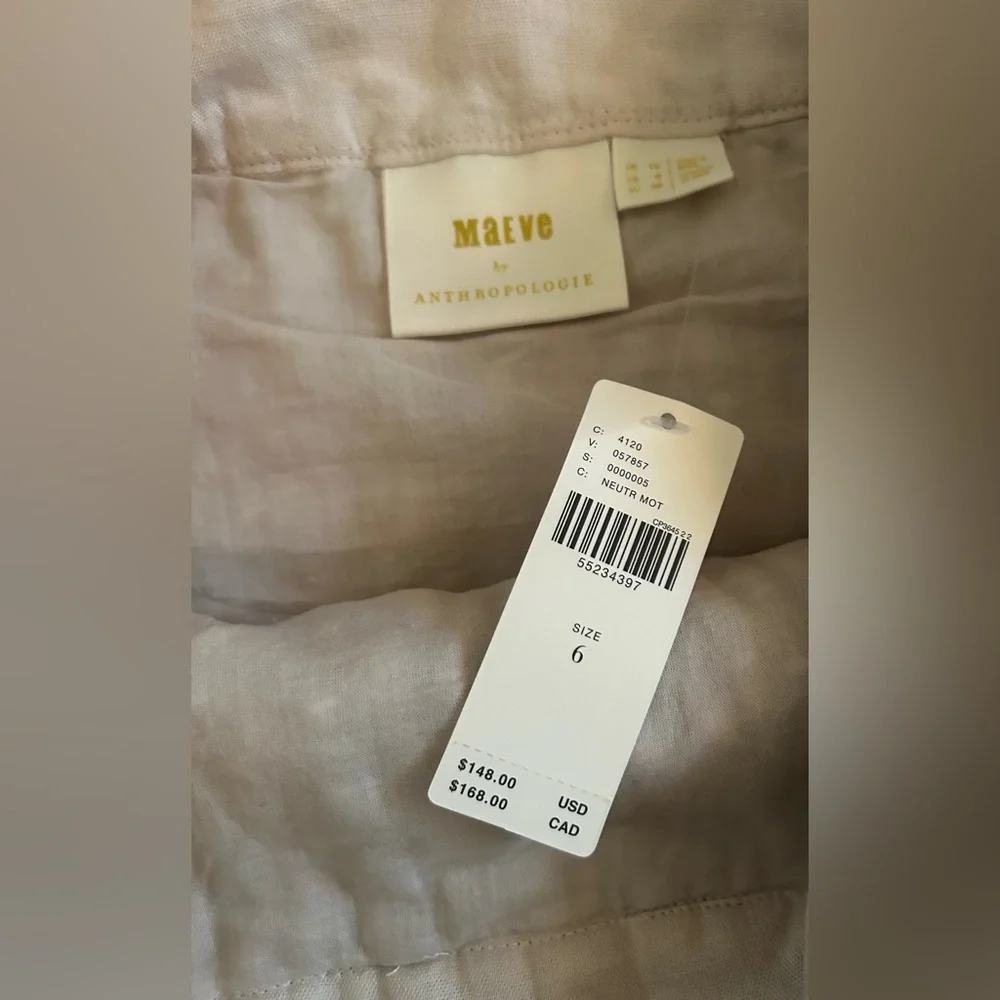 MaEve
by
ANTHROPOLOGIE
C: 4120
V: 057857
S: 0000005
C: NEUTR MOT
CP3645 2 2
55234397
SIZE
6
$148.00 USD
$168.00 CAD